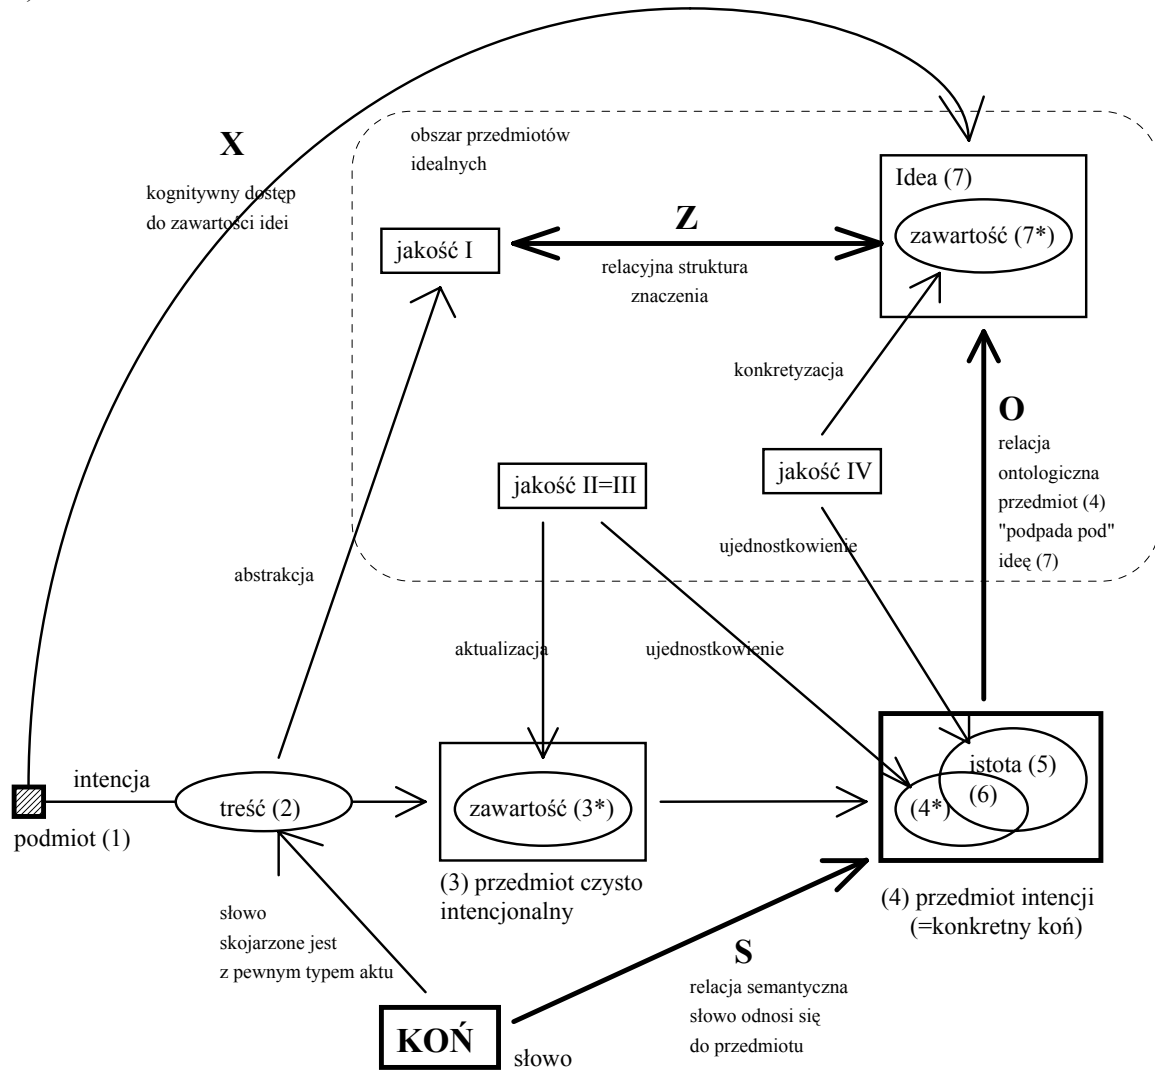 X
kognitywny dostęp
do zawartości idei
obszar przedmiotów
idealnych
Idea (7)
zawartość (7*)
jakość I
Z
relacyjna struktura
znaczenia
konkretyzacja
O
relacja
ontologiczna
przedmiot (4)
"podpada pod"
ideę (7)
jakość II=III
jakość IV
ujednostkowienie
abstrakcja
aktualizacja
ujednostkowienie
intencja
podmiot (1)
treść (2)
zawartość (3*)
(3) przedmiot czysto
intencjonalny
istota (5)
(6)
(4*)
(4) przedmiot intencji
(=konkretny koń)
słowo
skojarzone jest
z pewnym typem aktu
S
relacja semantyczna
słowo odnosi się
do przedmiotu
KOŃ
słowo